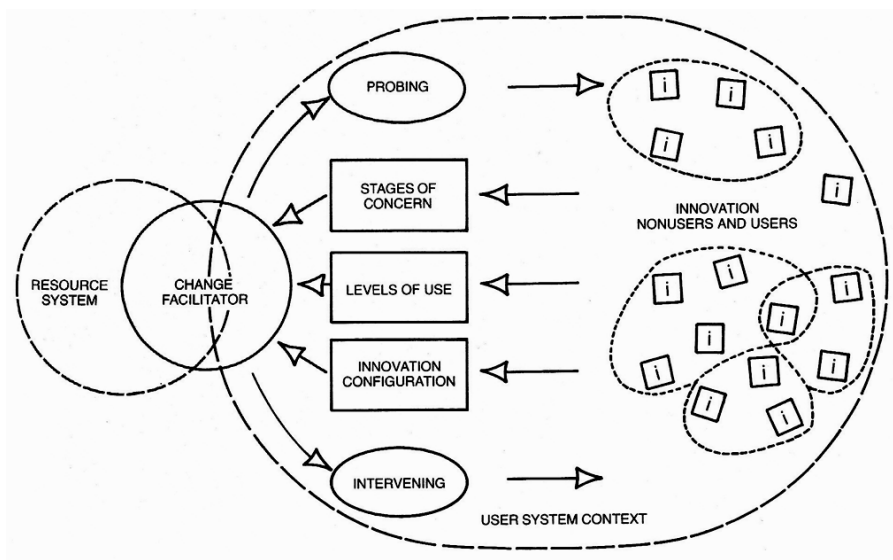 PROBING
i
i
i
i
STAGES OF
CONCERN
i
INNOVATION
NONUSERS AND USERS
RESOURCE
SYSTEM
CHANGE
FACILITATOR
LEVELS OF USE
i
i
i
i
i
i
INNOVATION
CONFIGURATION
i
i
i
i
i
INTERVENING
USER SYSTEM CONTEXT